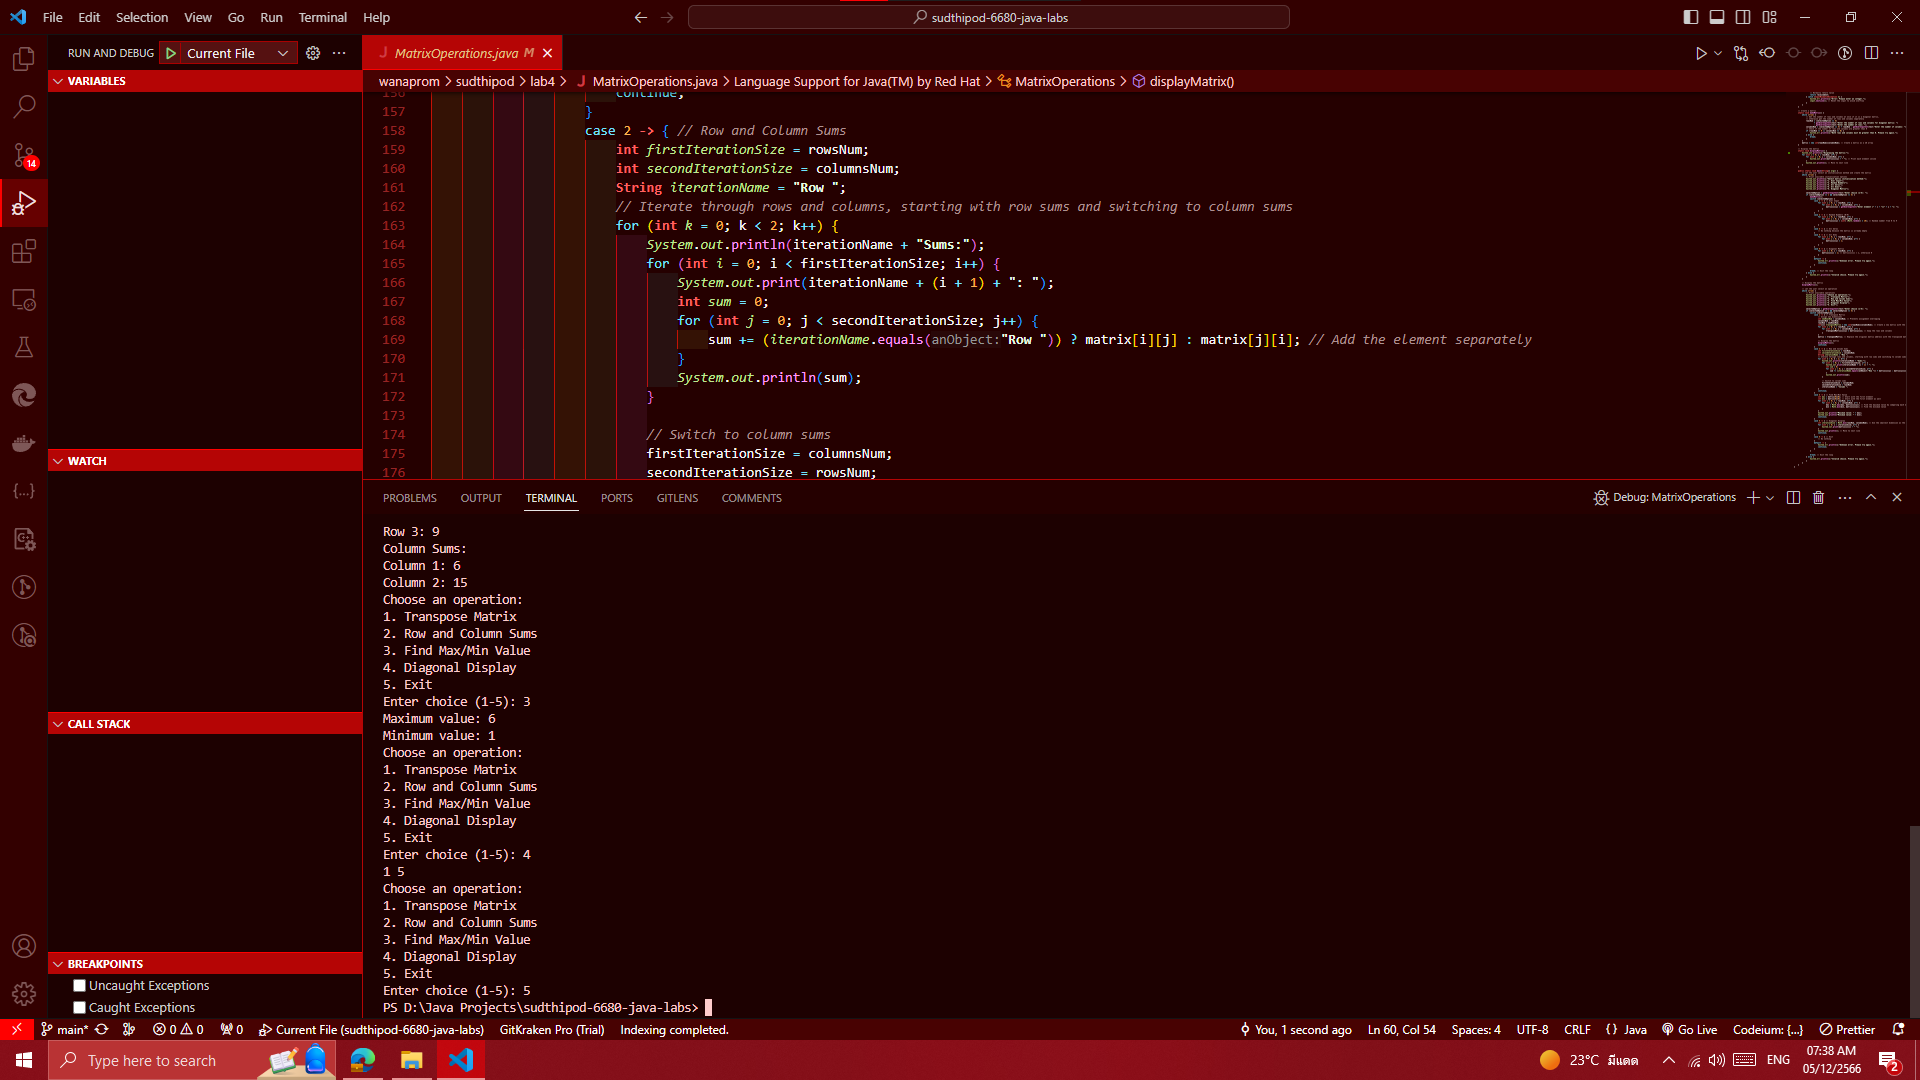 File Edit Selection View Go Run Terminal Help
sudthipod-6680-java-labs
RUN AND DEBUG Current File
MatrixOperations.java M
wanaprom > sudthipod > lab4 > MatrixOperations.java > Language Support for Java(TM) by Red Hat > MatrixOperations > displayMatrix()
VARIABLES
WATCH
CALL STACK
BREAKPOINTS
Uncaught Exceptions
Caught Exceptions
14
156 continue;
157 }
158 case 2 -> { // Row and Column Sums
159 int firstIterationSize = rowsNum;
160 int secondIterationSize = columnsNum;
161 String iterationName = "Row ";
162 // Iterate through rows and columns, starting with row sums and switching to column sums
163 for (int k = 0; k < 2; k++) {
164 System.out.println(iterationName + "Sums:");
165 for (int i = 0; i < firstIterationSize; i++) {
166 System.out.print(iterationName + (i + 1) + ": ");
167 int sum = 0;
168 for (int j = 0; j < secondIterationSize; j++) {
169 sum += (iterationName.equals(anObject:"Row ")) ? matrix[i][j] : matrix[j][i]; // Add the element separately
170 }
171 System.out.println(sum);
172 }
173
174 // Switch to column sums
175 firstIterationSize = columnsNum;
176 secondIterationSize = rowsNum;
PROBLEMS OUTPUT TERMINAL PORTS GITLENS COMMENTS
Debug: MatrixOperations
Row 3: 9
Column Sums:
Column 1: 6
Column 2: 15
Choose an operation:
1. Transpose Matrix
2. Row and Column Sums
3. Find Max/Min Value
4. Diagonal Display
5. Exit
Enter choice (1-5): 3
Maximum value: 6
Minimum value: 1
Choose an operation:
1. Transpose Matrix
2. Row and Column Sums
3. Find Max/Min Value
4. Diagonal Display
5. Exit
Enter choice (1-5): 4
1 5
Choose an operation:
1. Transpose Matrix
2. Row and Column Sums
3. Find Max/Min Value
4. Diagonal Display
5. Exit
Enter choice (1-5): 5
PS D:\Java Projects\sudthipod-6680-java-labs>
main* 0 0 0 Current File (sudthipod-6680-java-labs) GitKraken Pro (Trial) Indexing completed. You, 1 second ago Ln 60, Col 54 Spaces: 4 UTF-8 CRLF {} Java Go Live Codeium: {...} Prettier
Type here to search
23°C มีแดด ENG
07:38 AM
05/12/2566
2